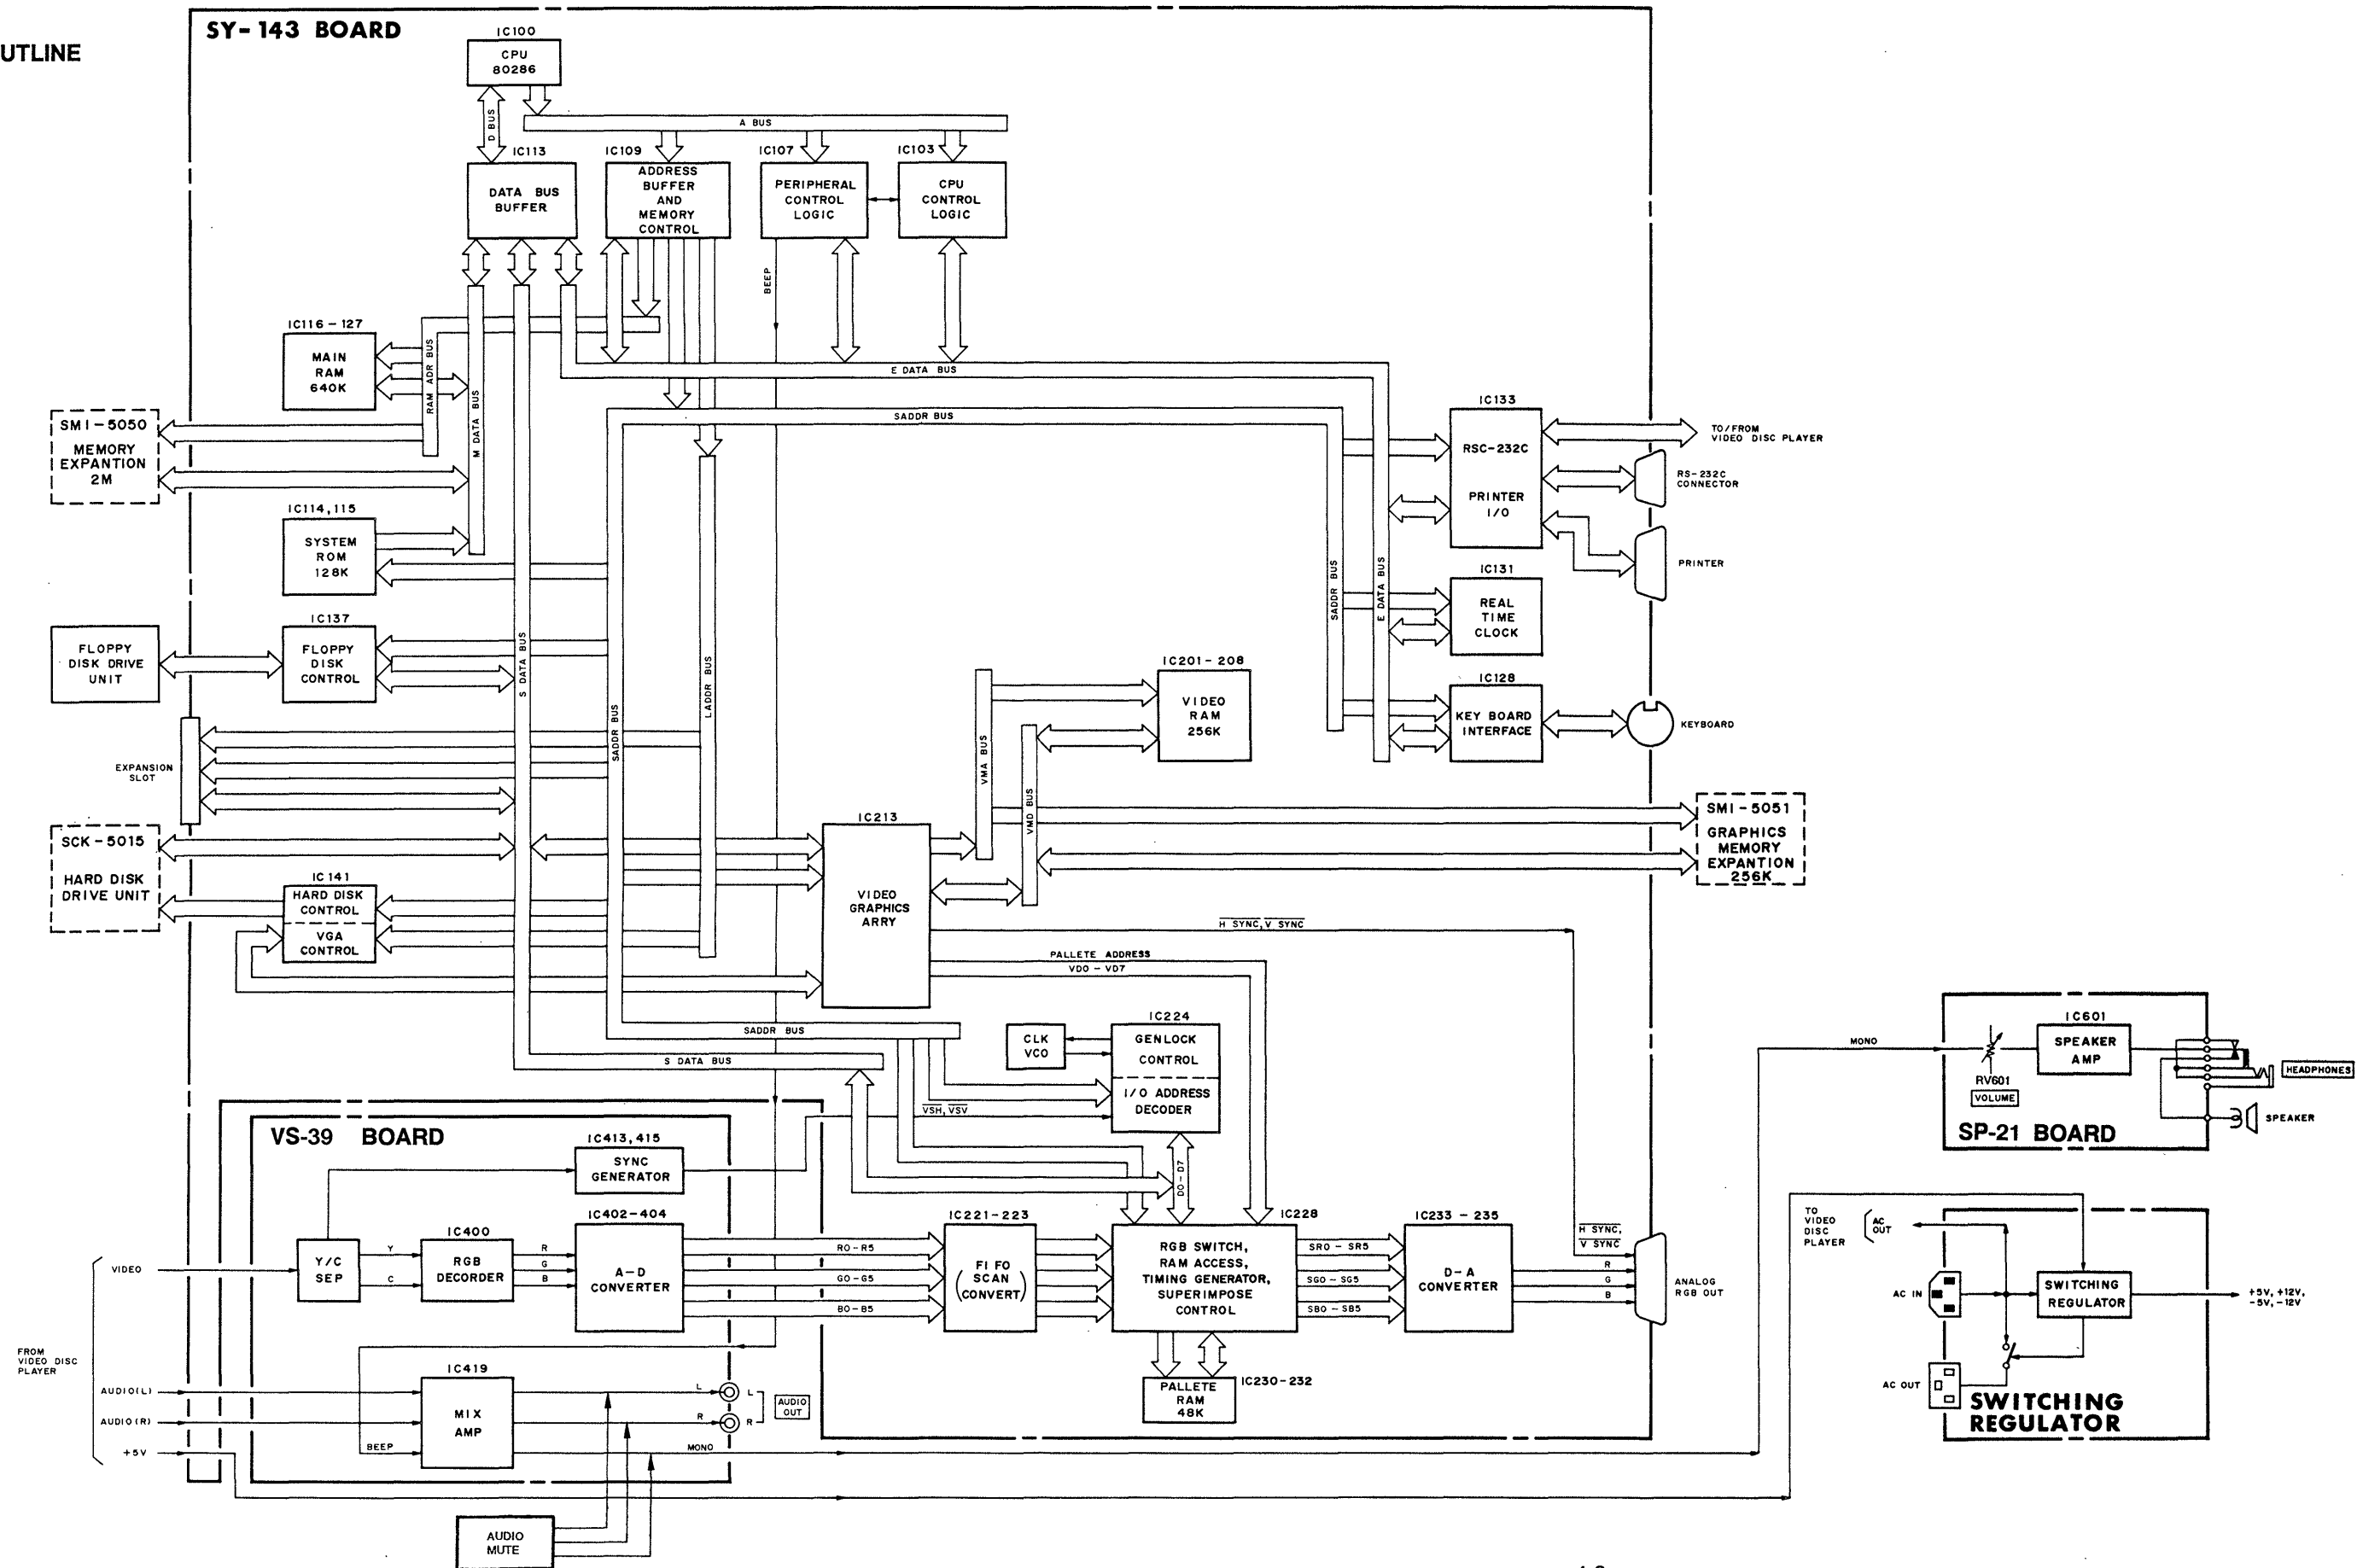 UTLINE
SY-143 BOARD
IC100
CPU
80286
D BUS
A BUS
IC113
DATA BUS
BUFFER
IC109
ADDRESS
BUFFER
AND
MEMORY
CONTROL
IC107
PERIPHERAL
CONTROL
LOGIC
IC103
CPU
CONTROL
LOGIC
BEEP
IC116-127
MAIN
RAM
640K
RAM ADR BUS
M DATA BUS
E DATA BUS
SADDR BUS
SMI-5050
MEMORY
EXPANTION
2M
IC114,115
SYSTEM
ROM
128K
IC133
RSC-232C
PRINTER
I/O
TO/FROM
VIDEO DISC PLAYER
RS-232C
CONNECTOR
PRINTER
IC131
REAL
TIME
CLOCK
SADDR BUS
E DATA BUS
FLOPPY
DISK DRIVE
UNIT
IC137
FLOPPY
DISK
CONTROL
S DATA BUS
SADDR BUS
LADDR BUS
IC201-208
VIDEO
RAM
256K
IC128
KEY BOARD
INTERFACE
KEYBOARD
EXPANSION
SLOT
VMA BUS
VMD BUS
SMI-5051
GRAPHICS
MEMORY
EXPANTION
256K
SCK-5015
HARD DISK
DRIVE UNIT
IC141
HARD DISK
CONTROL
VGA
CONTROL
IC213
VIDEO
GRAPHICS
ARRY
H SYNC, V SYNC
PALLETE ADDRESS
VD0-VD7
SADDR BUS
S DATA BUS
CLK
VCO
IC224
GENLOCK
CONTROL
I/O ADDRESS
DECODER
VSH, VSV
D0-D7
MONO
RV601
VOLUME
IC601
SPEAKER
AMP
HEADPHONES
SPEAKER
SP-21 BOARD
VS-39 BOARD
IC413,415
SYNC
GENERATOR
VIDEO
Y/C
SEP
Y
C
IC400
RGB
DECORDER
R
G
B
IC402-404
A-D
CONVERTER
R0-R5
G0-G5
B0-B5
IC221-223
FIFO
SCAN
(CONVERT)
IC228
RGB SWITCH,
RAM ACCESS,
TIMING GENERATOR,
SUPERIMPOSE
CONTROL
SR0-SR5
SG0-SG5
SB0-SB5
IC233-235
D-A
CONVERTER
H SYNC,
V SYNC
R
G
B
ANALOG
RGB OUT
PALLETE
RAM
48K
IC230-232
TO
VIDEO
DISC
PLAYER
AC
OUT
AC IN
AC OUT
SWITCHING
REGULATOR
+5V, +12V,
-5V, -12V
SWITCHING
REGULATOR
FROM
VIDEO DISC
PLAYER
AUDIO(L)
AUDIO(R)
+5V
BEEP
IC419
MIX
AMP
L
R
L
R
AUDIO
OUT
MONO
AUDIO
MUTE